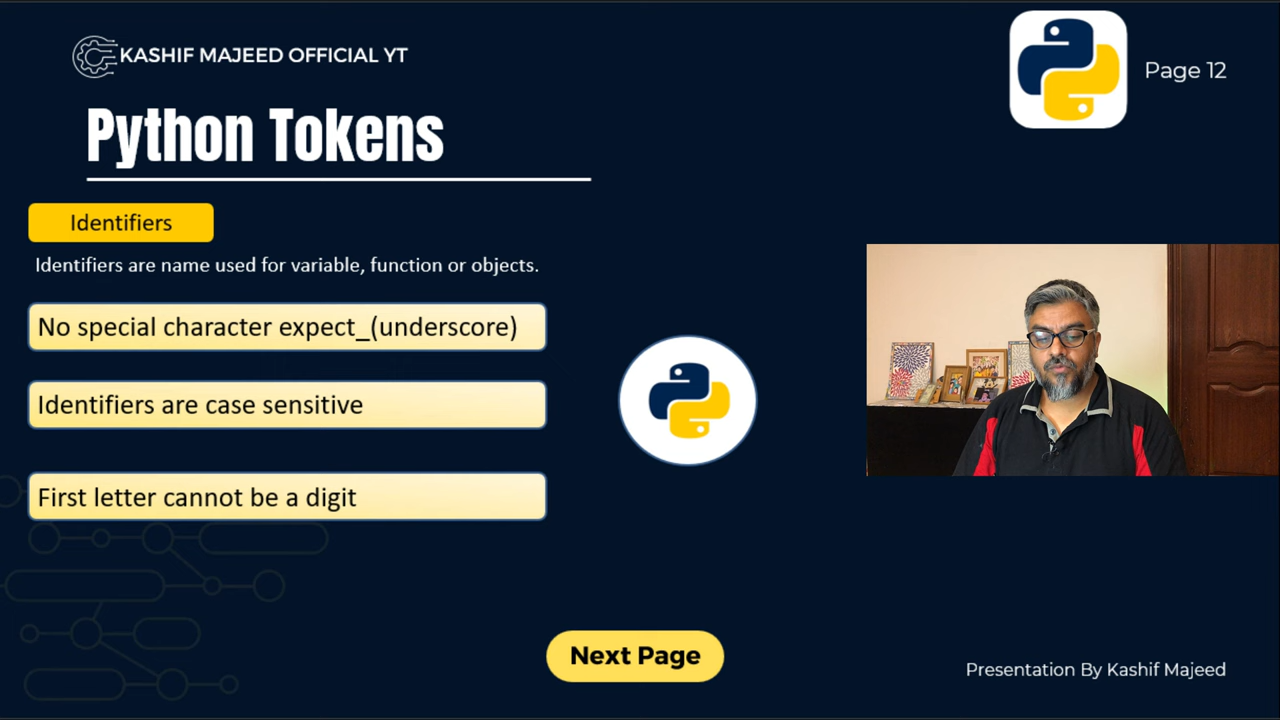 KASHIF MAJEED OFFICIAL YT
Page 12
Python Tokens
Identifiers
Identifiers are name used for variable, function or objects.
No special character expect_(underscore)
Identifiers are case sensitive
First letter cannot be a digit
Next Page
Presentation By Kashif Majeed